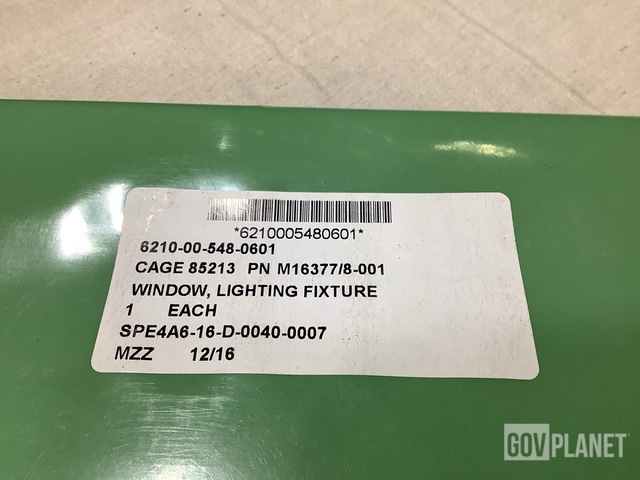 *6210005480601*
6210-00-548-0601
CAGE 85213 PN M16377/8-001
WINDOW, LIGHTING FIXTURE
1 EACH
SPE4A6-16-D-0040-0007
MZZ 12/16
GOVPLANET